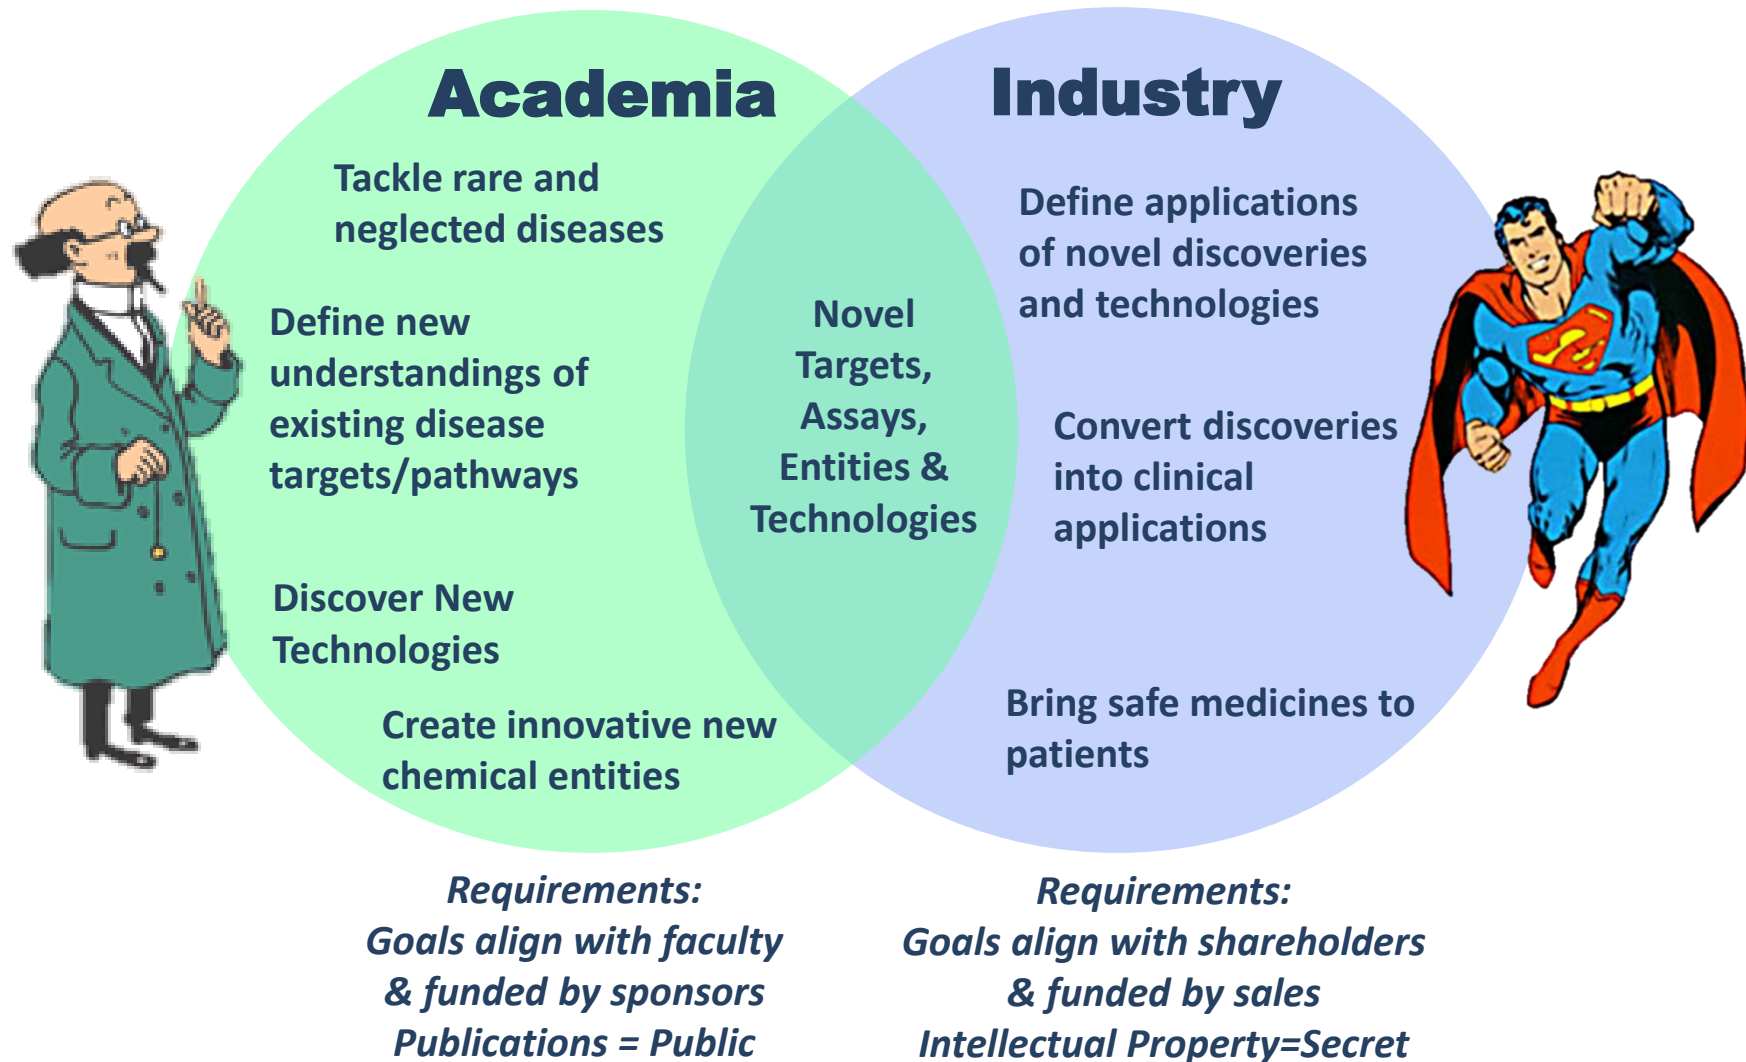 Academia
Tackle rare and
neglected diseases
Define new
understandings of
existing disease
targets/pathways
Discover New
Technologies
Create innovative new
chemical entities
Novel
Targets,
Assays,
Entities &
Technologies
Industry
Define applications
of novel discoveries
and technologies
Convert discoveries
into clinical
applications
Bring safe medicines to
patients
Requirements:
Goals align with faculty
& funded by sponsors
Publications = Public
Requirements:
Goals align with shareholders
& funded by sales
Intellectual Property=Secret